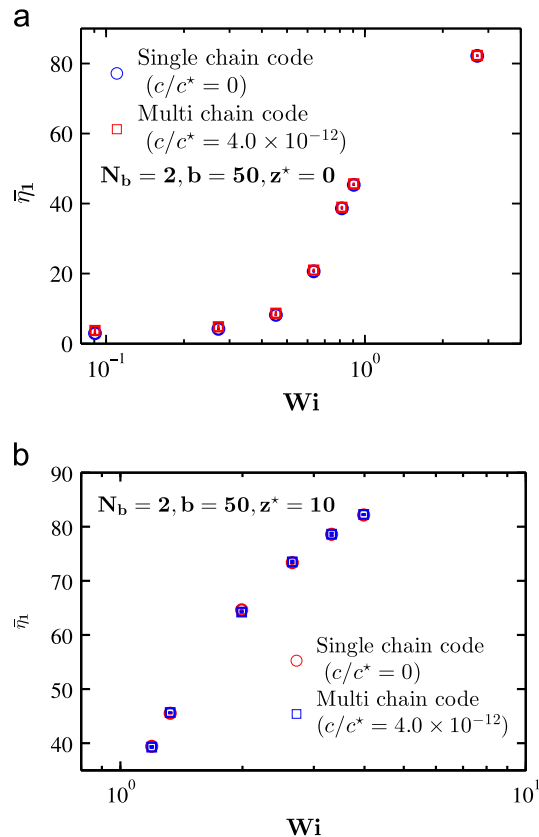 a
80
60
40
20
0
η̄₁
Single chain code
(c/c⋆ = 0)
Multi chain code
(c/c⋆ = 4.0 × 10⁻¹²)
N_b = 2, b = 50, z⋆ = 0
10⁻¹ 10⁰
Wi
b
90
80
70
60
50
40
η̄₁
N_b = 2, b = 50, z⋆ = 10
Single chain code
(c/c⋆ = 0)
Multi chain code
(c/c⋆ = 4.0 × 10⁻¹²)
10⁰ 10¹
Wi